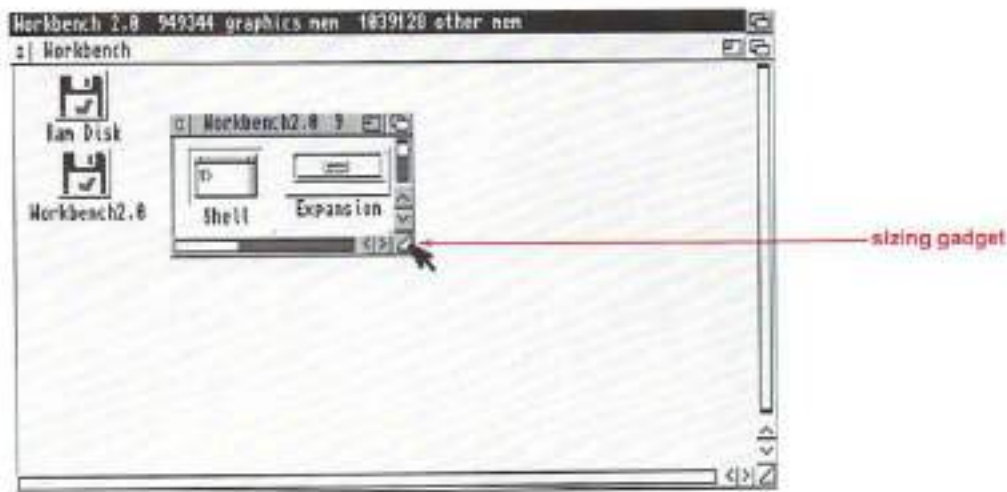 Workbench 2.0 949344 graphics mem 1039120 other mem
Workbench
Ram Disk
Workbench2.0 9
Workbench2.0
Shell
Expansion
sizing gadget